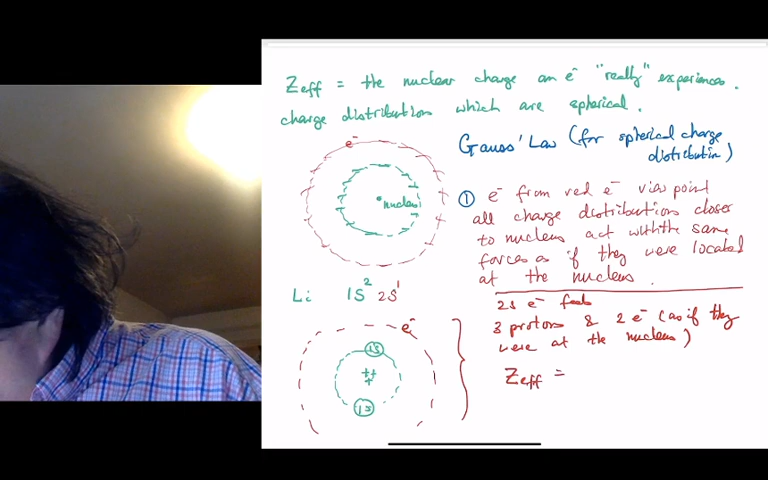 Zeff = the nuclear charge an e⁻ "really" experiences.
charge distributions which are spherical.
Gauss' Law (for spherical charge
distribution)
e⁻
nucleus
① e⁻ from red e⁻ view point
all charge distributions closer
to nucleus act with the same
forces as if they were located
at the nucleus.
Li 1S² 2S¹
2s e⁻ feels
3 protons & 2 e⁻ (as if they
were at the nucleus)
e⁻
1s
++
+
1s
Zeff =